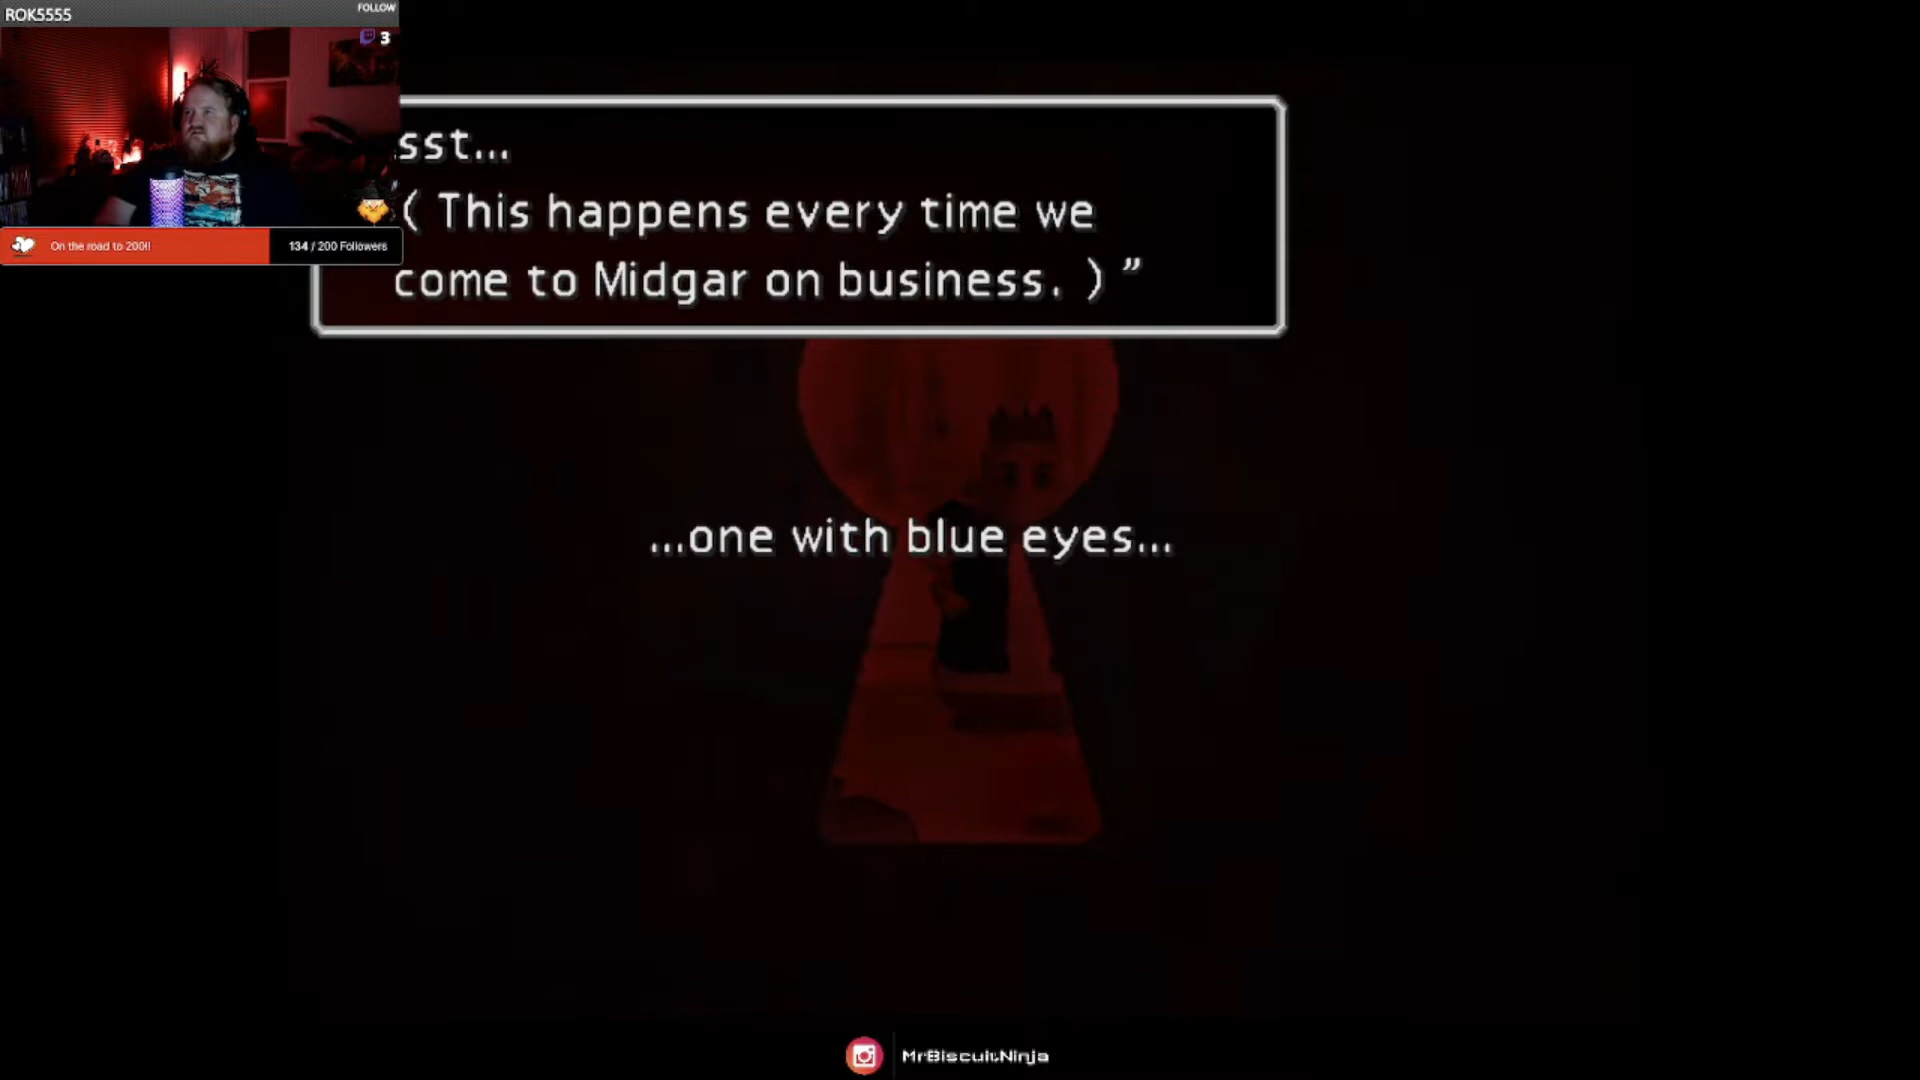 ROK5555
FOLLOW
3
On the road to 200!!
134 / 200 Followers
sst...
( This happens every time we
come to Midgar on business. ) ”
...one with blue eyes...
MrBiscuitNinja